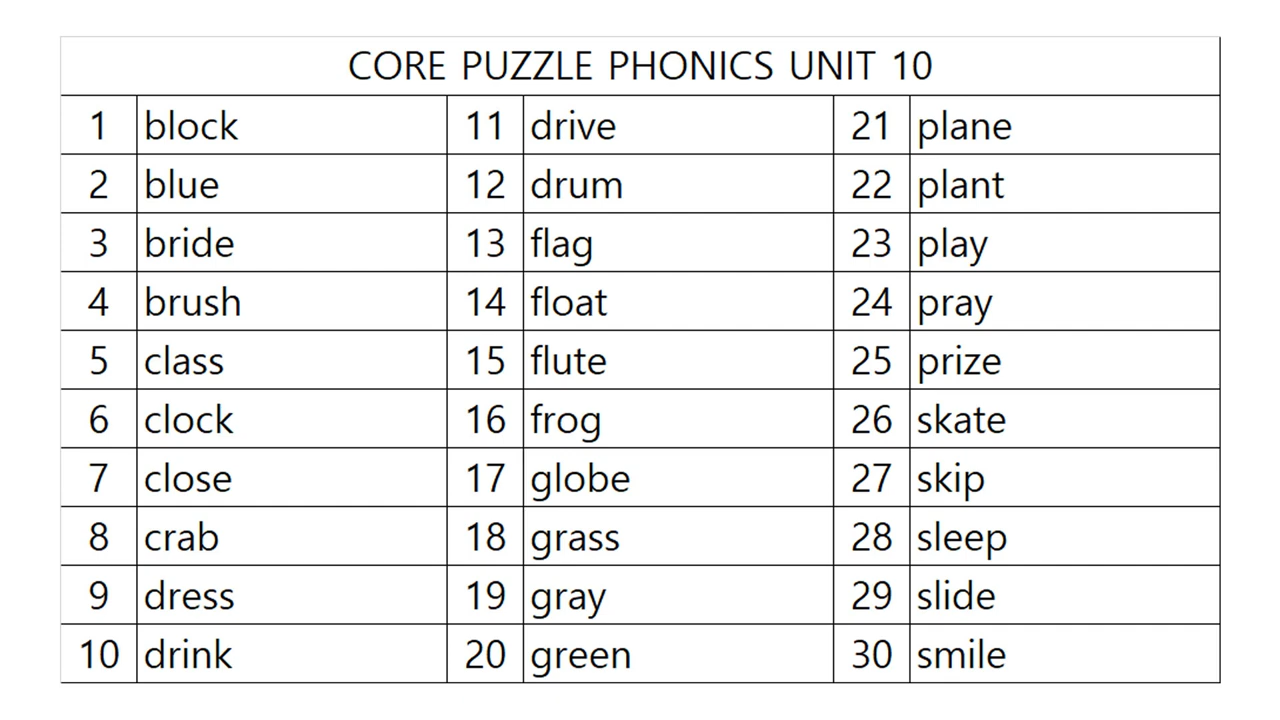 CORE PUZZLE PHONICS UNIT 10
1 block 11 drive 21 plane
2 blue 12 drum 22 plant
3 bride 13 flag 23 play
4 brush 14 float 24 pray
5 class 15 flute 25 prize
6 clock 16 frog 26 skate
7 close 17 globe 27 skip
8 crab 18 grass 28 sleep
9 dress 19 gray 29 slide
10 drink 20 green 30 smile